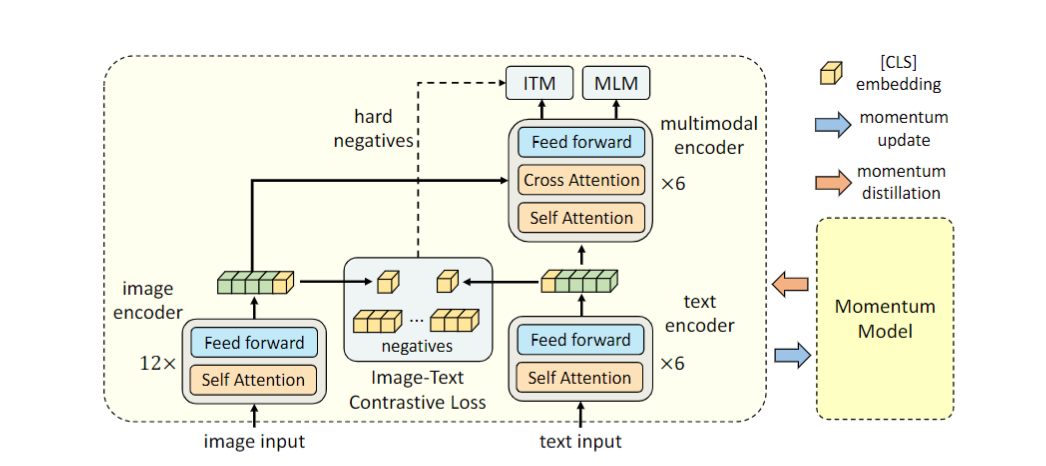 [CLS]
embedding
ITM
MLM
hard
negatives
multimodal
encoder
momentum
update
Feed forward
Cross Attention
×6
momentum
distillation
Self Attention
image
encoder
text
encoder
Momentum
Model
Feed forward
12×
Self Attention
...
negatives
Image-Text
Contrastive Loss
Feed forward
×6
Self Attention
image input
text input